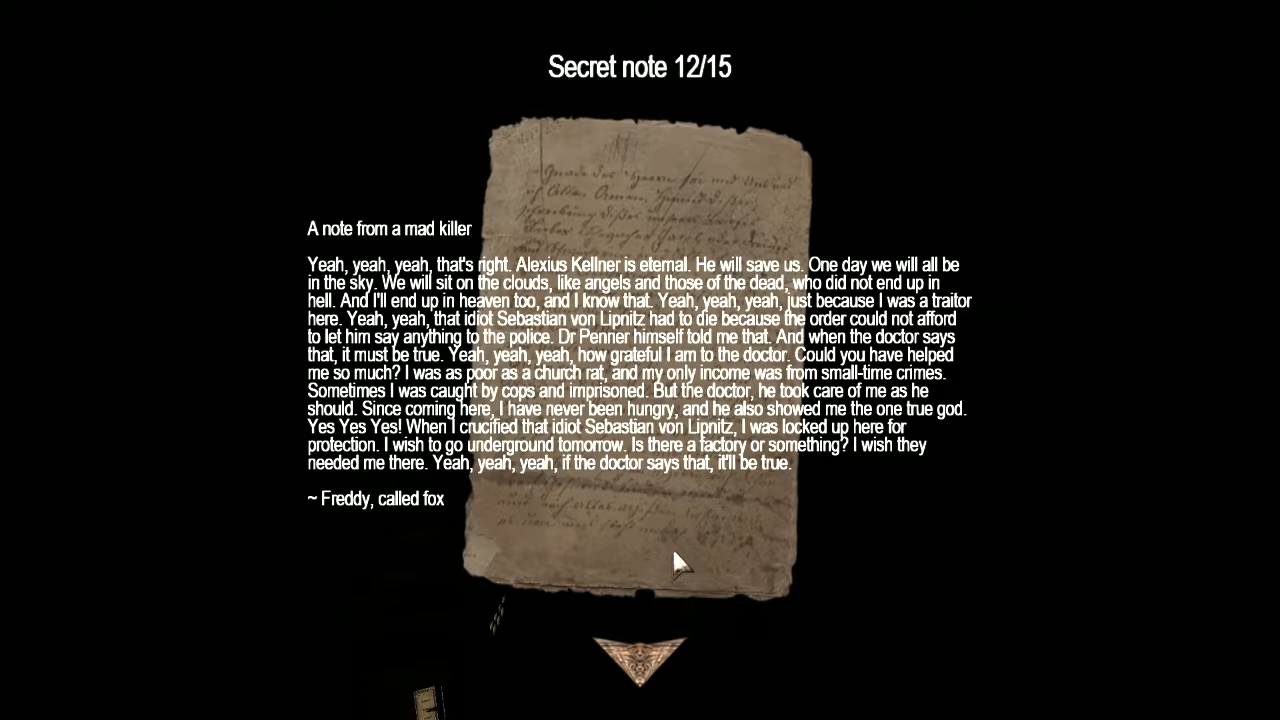 Secret note 12/15
A note from a mad killer
Yeah, yeah, yeah, that's right. Alexius Kellner is eternal. He will save us. One day we will all be
in the sky. We will sit on the clouds, like angels and those of the dead, who did not end up in
hell. And I'll end up in heaven too, and I know that. Yeah, yeah, yeah, just because I was a traitor
here. Yeah, yeah, that idiot Sebastian von Lipnitz had to die because the order could not afford
to let him say anything to the police. Dr Penner himself told me that. And when the doctor says
that, it must be true. Yeah, yeah, yeah, how grateful I am to the doctor. Could you have helped
me so much? I was as poor as a church rat, and my only income was from small-time crimes.
Sometimes I was caught by cops and imprisoned. But the doctor, he took care of me as he
should. Since coming here, I have never been hungry, and he also showed me the one true god.
Yes Yes Yes! When I crucified that idiot Sebastian von Lipnitz, I was locked up here for
protection. I wish to go underground tomorrow. Is there a factory or something? I wish they
needed me there. Yeah, yeah, yeah, if the doctor says that, it'll be true.
~ Freddy, called fox